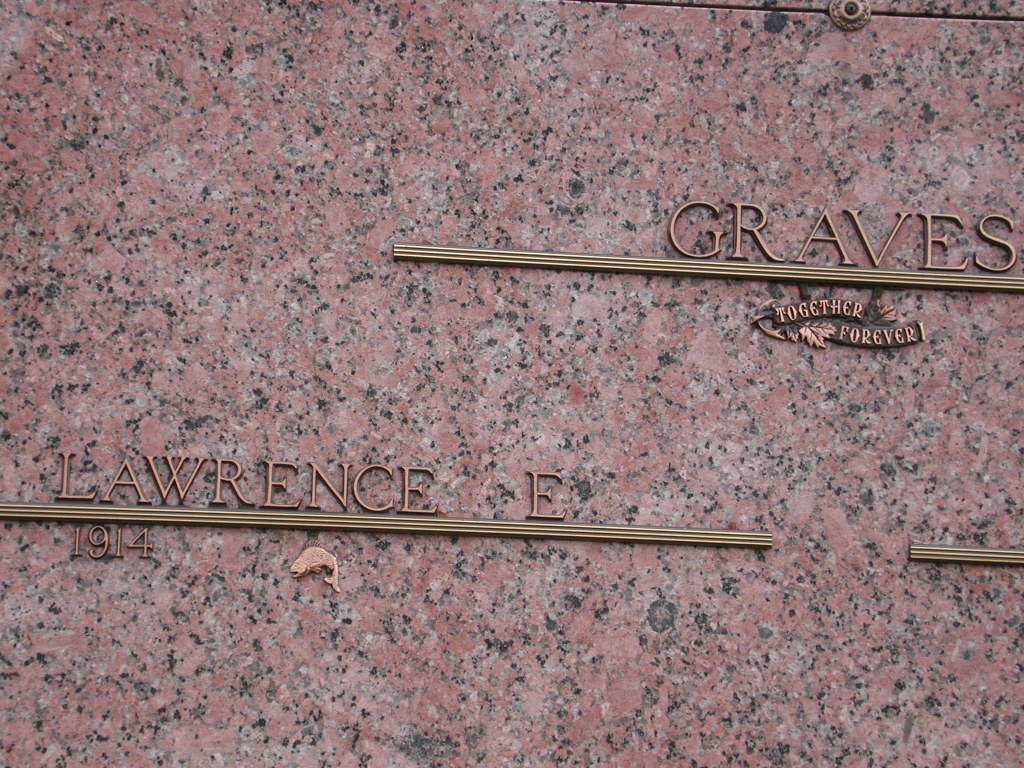 GRAVES
TOGETHER
FOREVER
LAWRENCE E
1914